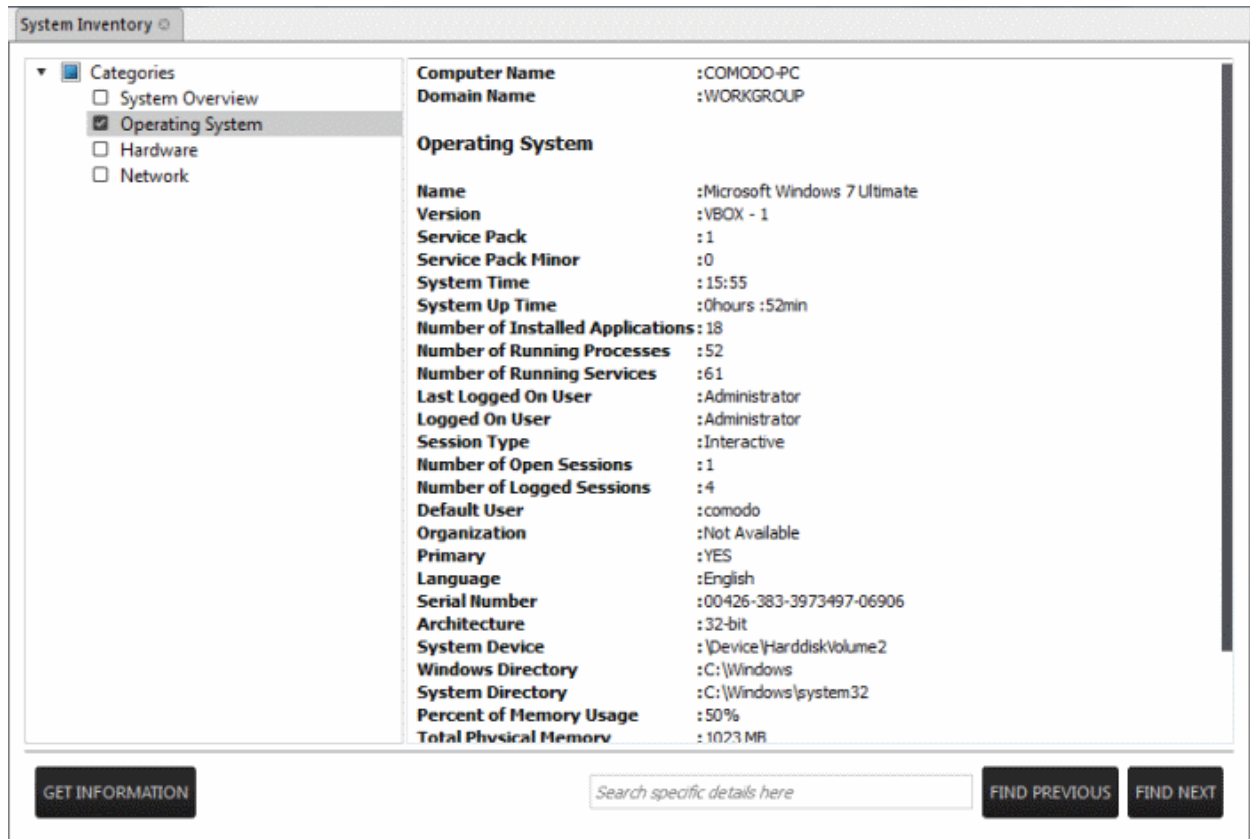 System Inventory
Categories
System Overview
Operating System
Hardware
Network
Computer Name :COMODO-PC
Domain Name :WORKGROUP
Operating System
Name :Microsoft Windows 7 Ultimate
Version :VBOX - 1
Service Pack :1
Service Pack Minor :0
System Time :15:55
System Up Time :0hours :52min
Number of Installed Applications :18
Number of Running Processes :52
Number of Running Services :61
Last Logged On User :Administrator
Logged On User :Administrator
Session Type :Interactive
Number of Open Sessions :1
Number of Logged Sessions :4
Default User :comodo
Organization :Not Available
Primary :YES
Language :English
Serial Number :00426-383-3973497-06906
Architecture :32-bit
System Device :\Device\HarddiskVolume2
Windows Directory :C:\Windows
System Directory :C:\Windows\system32
Percent of Memory Usage :50%
Total Physical Memory :1023 MB
GET INFORMATION
Search specific details here
FIND PREVIOUS
FIND NEXT